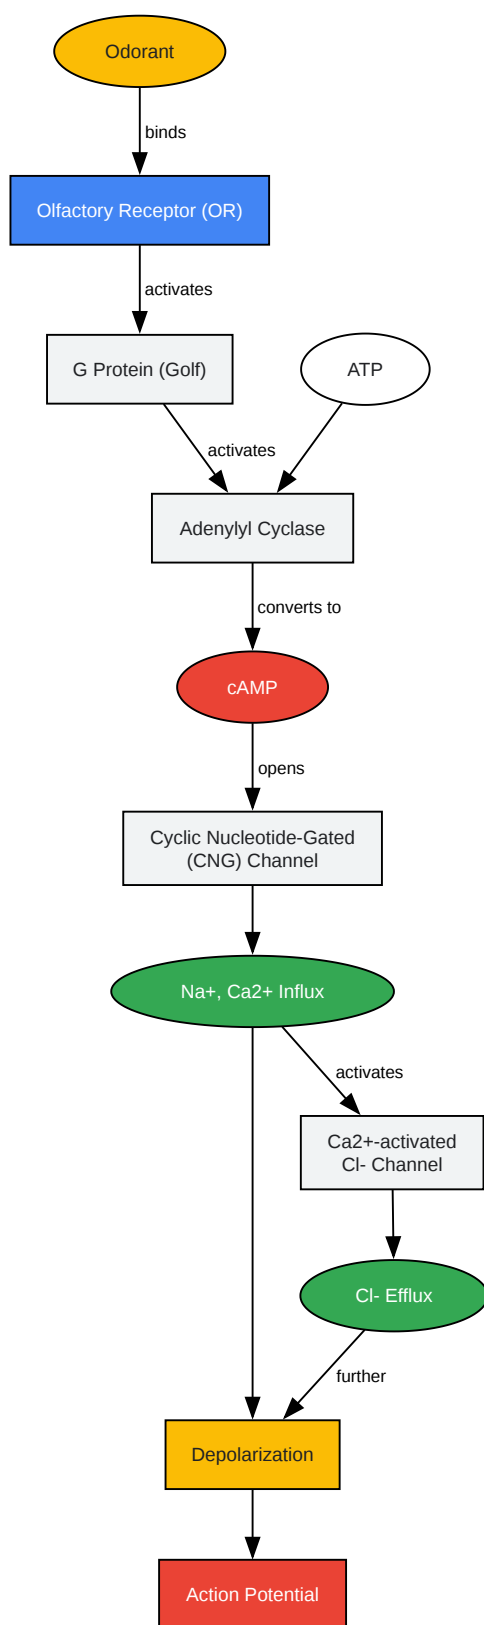 Odorant
binds
Olfactory Receptor (OR)
activates
G Protein (Golf)
ATP
activates
Adenylyl Cyclase
converts to
cAMP
opens
Cyclic Nucleotide-Gated
(CNG) Channel
Na+, Ca2+ Influx
activates
Ca2+-activated
Cl- Channel
Cl- Efflux
further
Depolarization
Action Potential